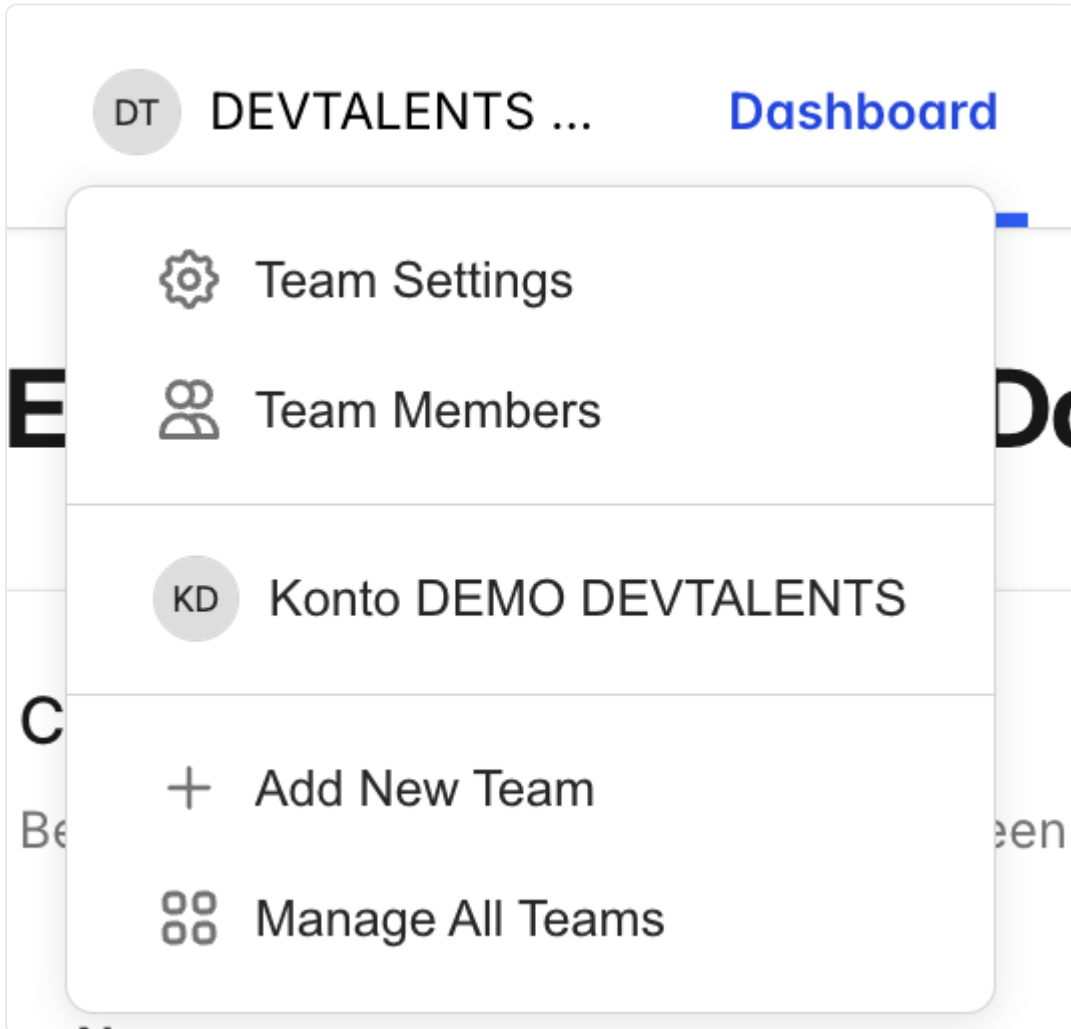 DT DEVTALENTS ... Dashboard
Team Settings
Team Members
KD Konto DEMO DEVTALENTS
Add New Team
Manage All Teams